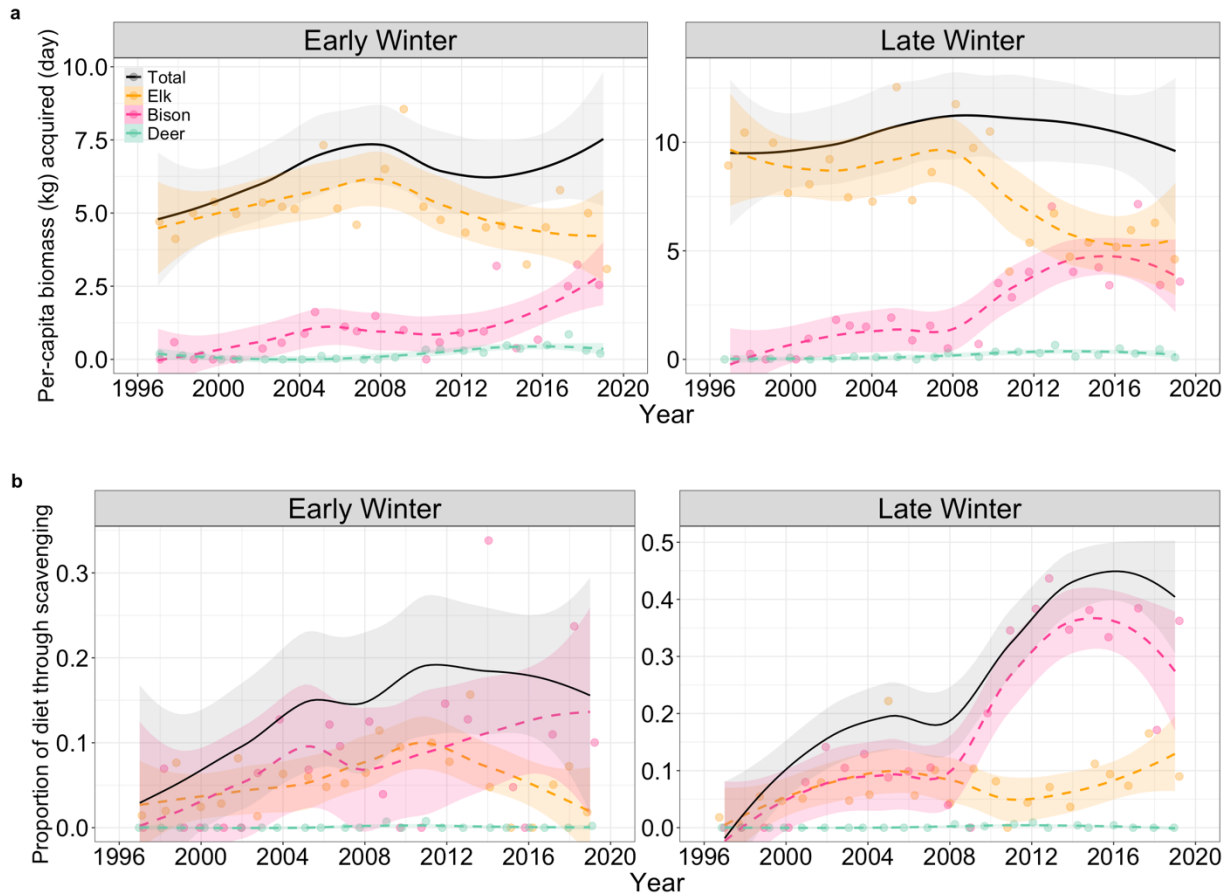 a
Early Winter
Late Winter
Per-capita biomass (kg) acquired (day)
10.0
7.5
5.0
2.5
0.0
Total
Elk
Bison
Deer
10
5
0
1996 2000 2004 2008 2012 2016 2020
1996 2000 2004 2008 2012 2016 2020
Year
b
Early Winter
Late Winter
Proportion of diet through scavenging
0.3
0.2
0.1
0.0
0.5
0.4
0.3
0.2
0.1
0.0
1996 2000 2004 2008 2012 2016 2020
1996 2000 2004 2008 2012 2016 2020
Year